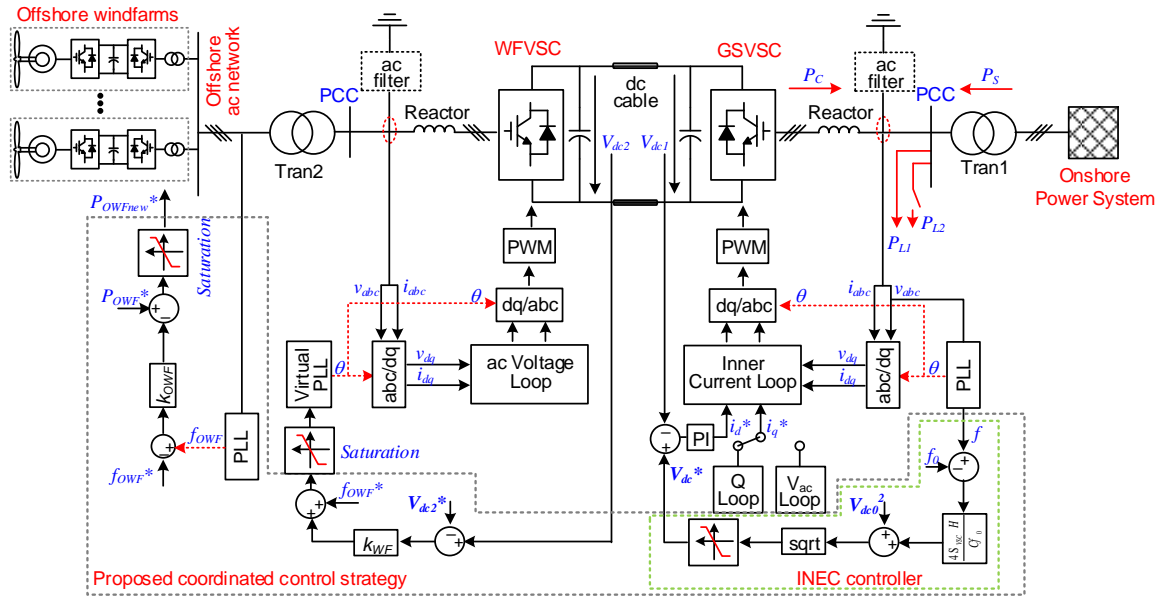 Offshore windfarms
Offshore
ac network
PCC
ac
filter
Reactor
Tran2
WFVSC
dc
cable
V_dc2
V_dc1
GSVSC
P_C
Reactor
ac
filter
PCC
P_S
Tran1
Onshore
Power System
P_L1
P_L2
P_OWFnew*
Saturation
P_OWF*
k_OWF
f_OWF
f_OWF*
PLL
Virtual
PLL
θ
Saturation
f_OWF*
v_abc
i_abc
abc/dq
v_dq
i_dq
θ
PWM
dq/abc
ac Voltage
Loop
V_dc2*
k_WF
PWM
dq/abc
θ
Inner
Current Loop
i_abc
v_abc
v_dq
i_dq
abc/dq
θ
PLL
PI
i_d*
i_q*
V_dc*
Q
Loop
V_ac
Loop
f
f_0
V_dc0²
sqrt
4S_VSC H
Cf_0
Proposed coordinated control strategy
INEC controller